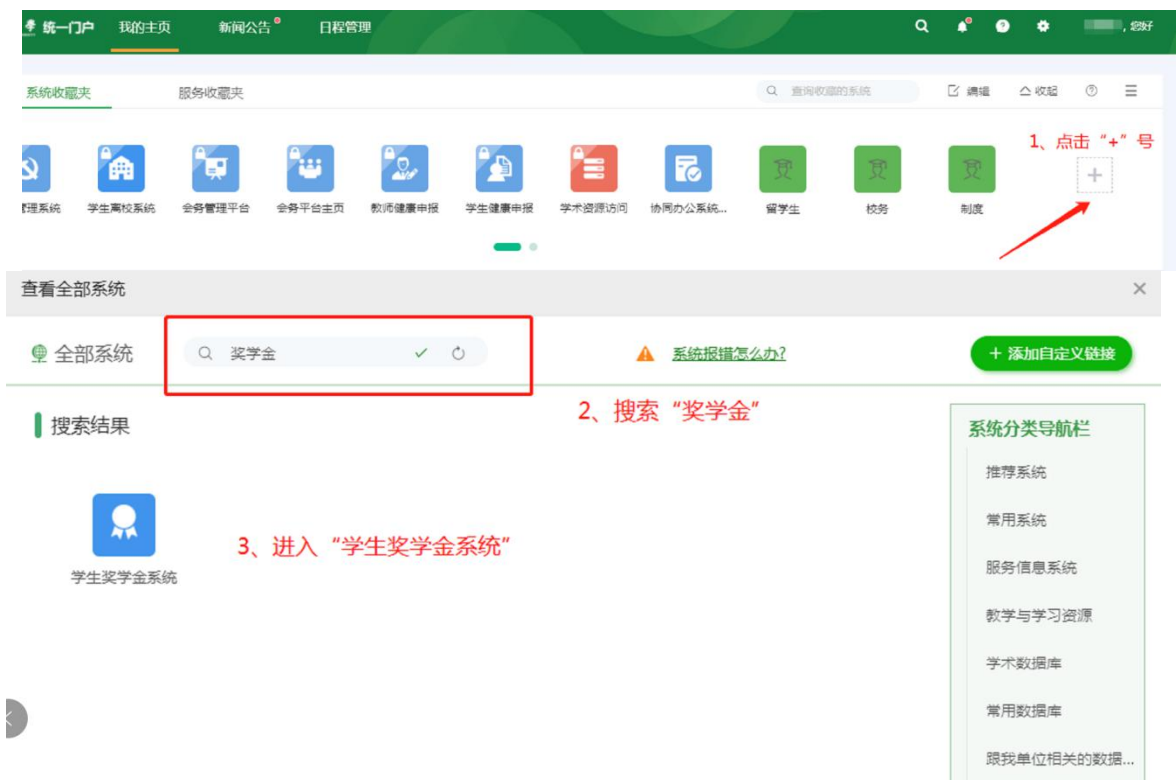 统一门户 我的主页 新闻公告 日程管理 , 您好
系统收藏夹 服务收藏夹 查询收藏的系统 编辑 收起
1、点击“+”号
理系统 学生离校系统 会务管理平台 会务平台主页 教师健康申报 学生健康申报 学术资源访问 协同办公系统... 留学生 校务 制度
查看全部系统
全部系统 奖学金 系统报错怎么办? + 添加自定义链接
2、搜索“奖学金”
搜索结果
系统分类导航栏
推荐系统
常用系统
3、进入“学生奖学金系统”
服务信息系统
学生奖学金系统
教学与学习资源
学术数据库
常用数据库
跟我单位相关的数据...